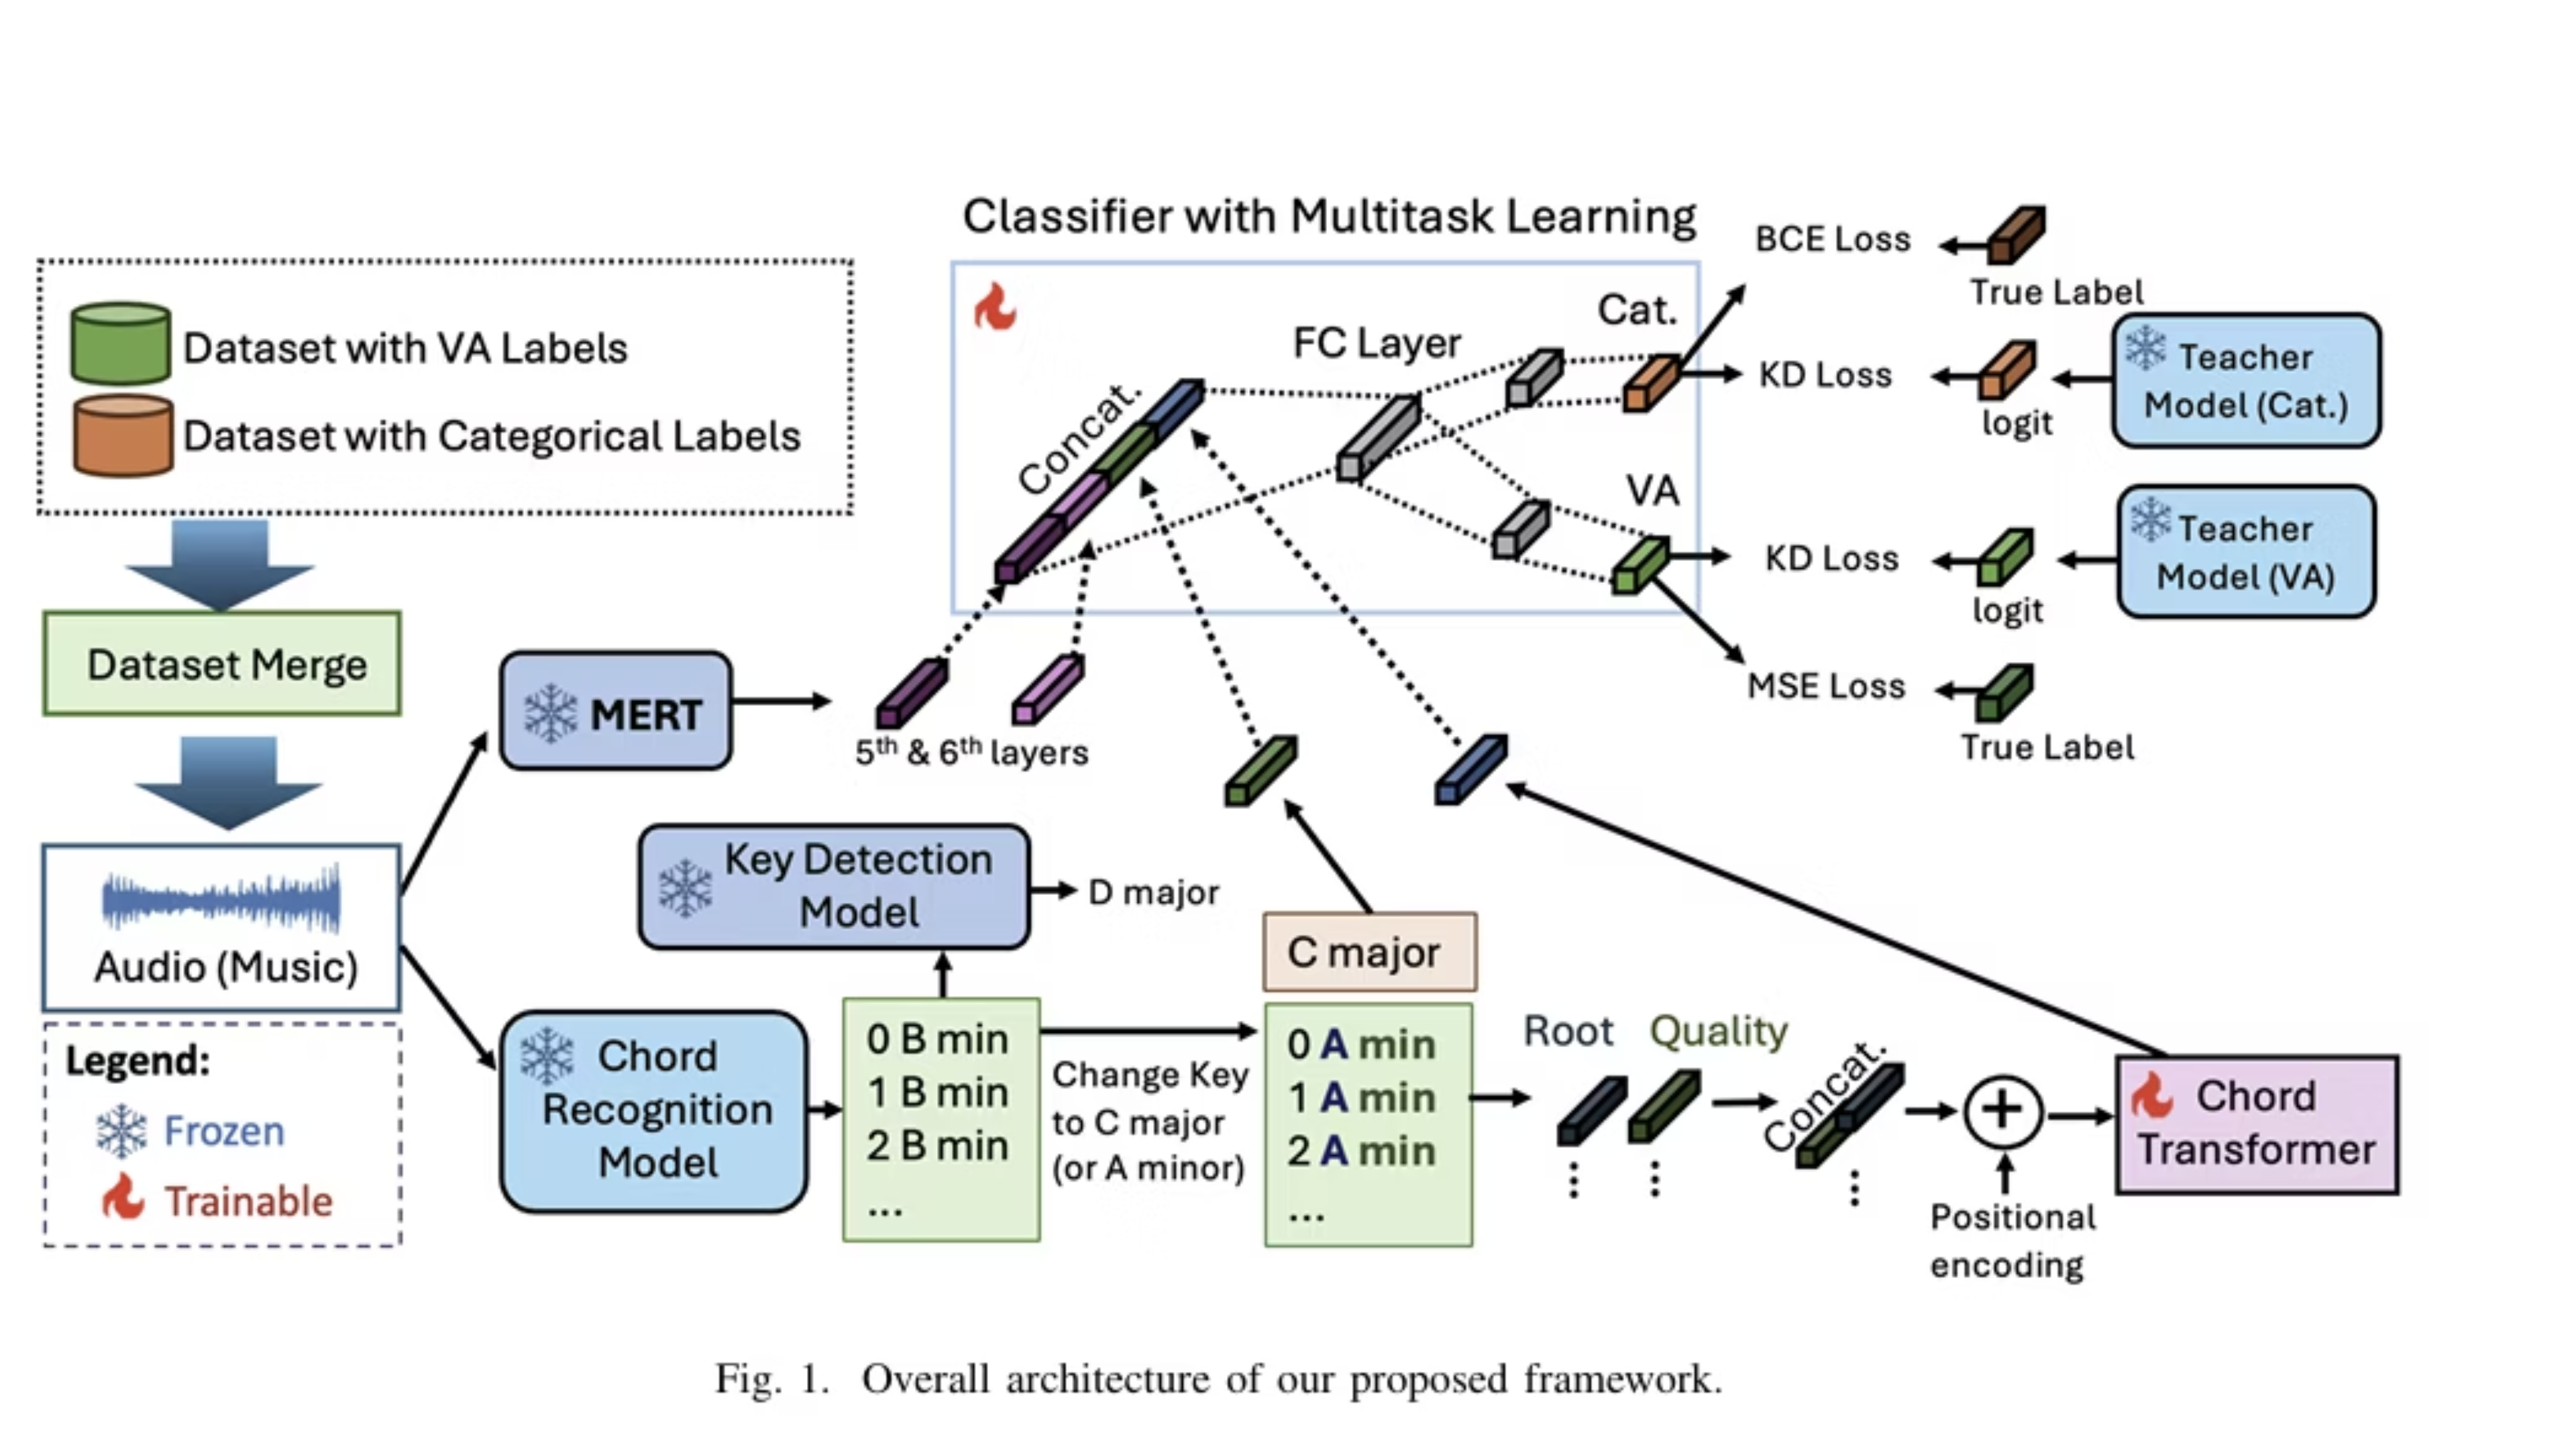 Classifier with Multitask Learning
Dataset with VA Labels
Dataset with Categorical Labels
Dataset Merge
Audio (Music)
Legend:
Frozen
Trainable
MERT
5th & 6th layers
Key Detection
Model
D major
Chord
Recognition
Model
0 B min
1 B min
2 B min
...
Change Key
to C major
(or A minor)
C major
0 A min
1 A min
2 A min
...
Root
Quality
Concat.
Positional
encoding
Chord
Transformer
Concat.
FC Layer
Cat.
VA
BCE Loss
True Label
KD Loss
logit
Teacher
Model (Cat.)
KD Loss
logit
Teacher
Model (VA)
MSE Loss
True Label
Fig. 1. Overall architecture of our proposed framework.